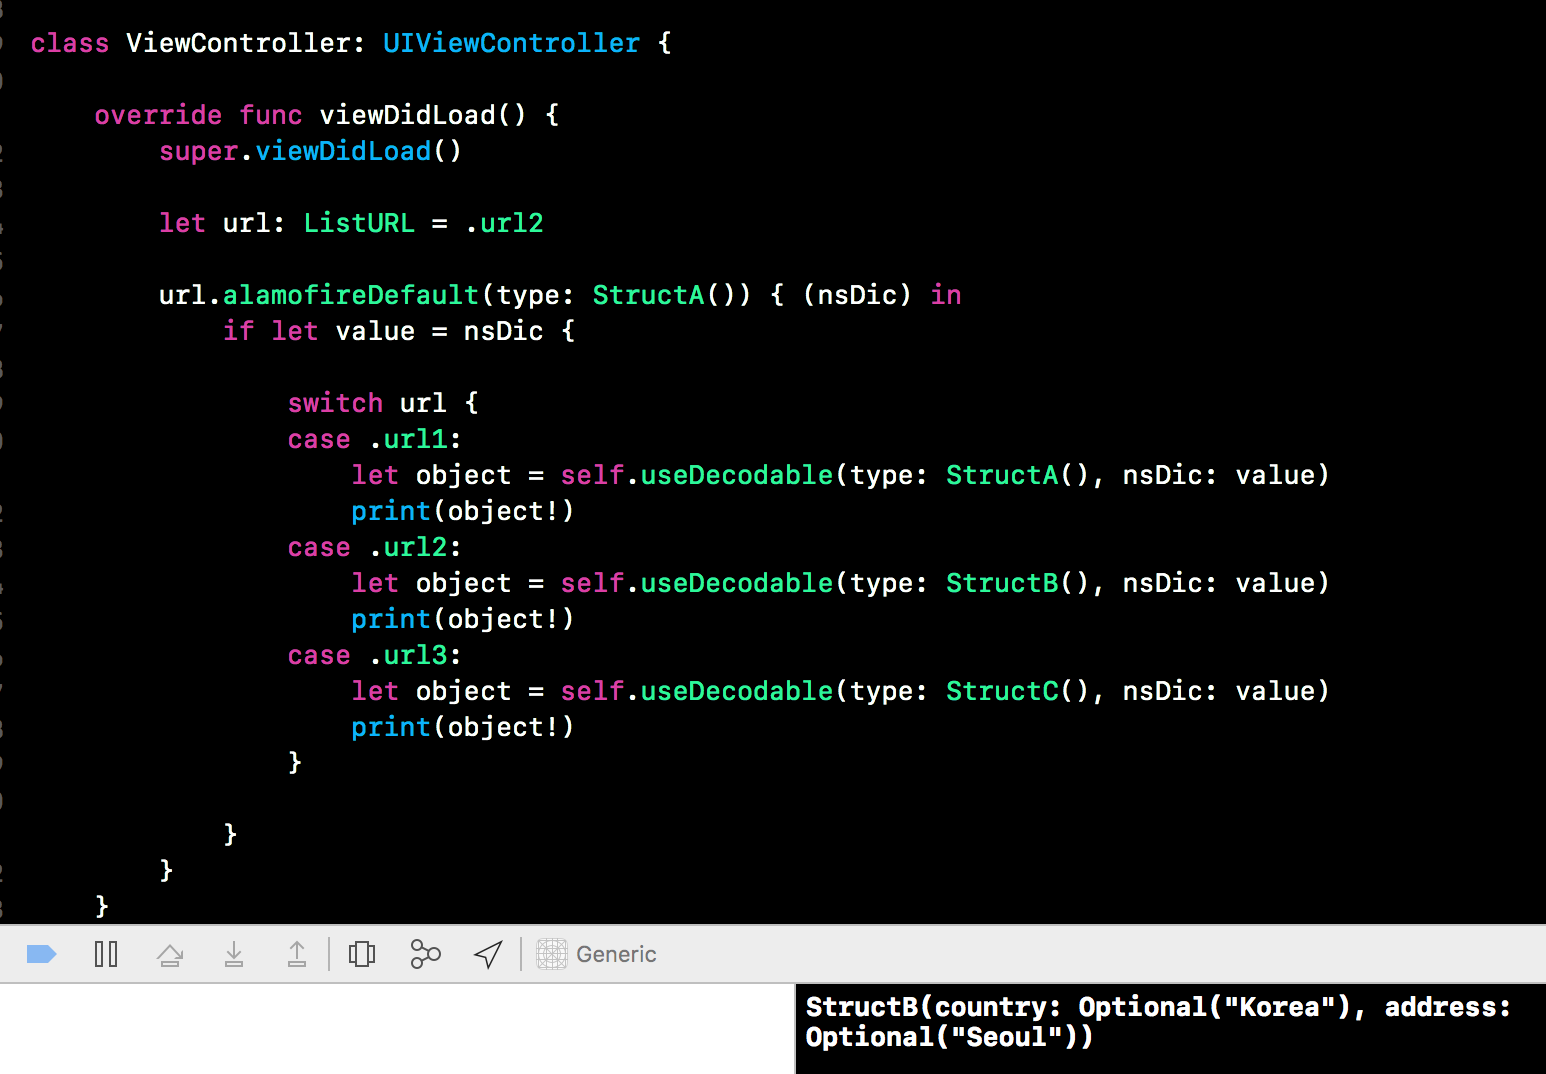 class ViewController: UIViewController {
override func viewDidLoad() {
super.viewDidLoad()
let url: ListURL = .url2
url.alamofireDefault(type: StructA()) { (nsDic) in
if let value = nsDic {
switch url {
case .url1:
let object = self.useDecodable(type: StructA(), nsDic: value)
print(object!)
case .url2:
let object = self.useDecodable(type: StructB(), nsDic: value)
print(object!)
case .url3:
let object = self.useDecodable(type: StructC(), nsDic: value)
print(object!)
}
}
}
}
Generic
StructB(country: Optional("Korea"), address:
Optional("Seoul"))